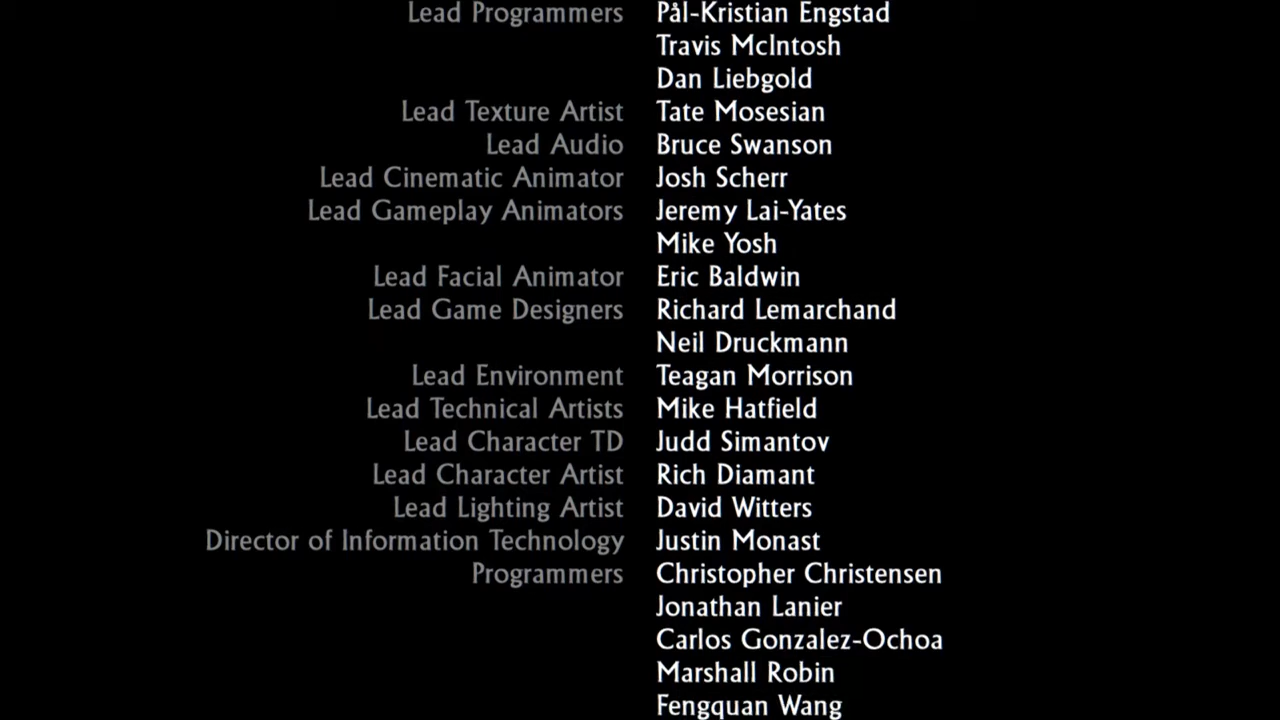 Lead Programmers Pål-Kristian Engstad
Travis McIntosh
Dan Liebgold
Lead Texture Artist Tate Mosesian
Lead Audio Bruce Swanson
Lead Cinematic Animator Josh Scherr
Lead Gameplay Animators Jeremy Lai-Yates
Mike Yosh
Lead Facial Animator Eric Baldwin
Lead Game Designers Richard Lemarchand
Neil Druckmann
Lead Environment Teagan Morrison
Lead Technical Artists Mike Hatfield
Lead Character TD Judd Simantov
Lead Character Artist Rich Diamant
Lead Lighting Artist David Witters
Director of Information Technology Justin Monast
Programmers Christopher Christensen
Jonathan Lanier
Carlos Gonzalez-Ochoa
Marshall Robin
Fengquan Wang